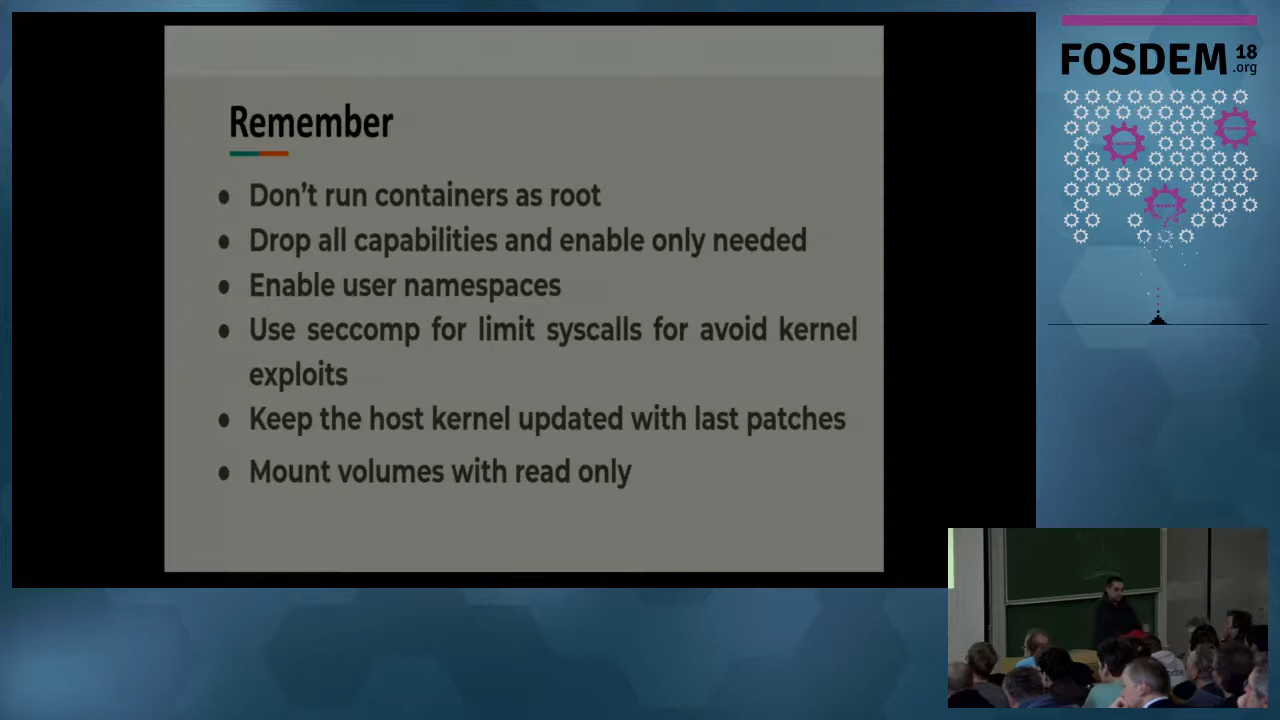 FOSDEM 18
.org
Remember
• Don't run containers as root
• Drop all capabilities and enable only needed
• Enable user namespaces
• Use seccomp for limit syscalls for avoid kernel
exploits
• Keep the host kernel updated with last patches
• Mount volumes with read only